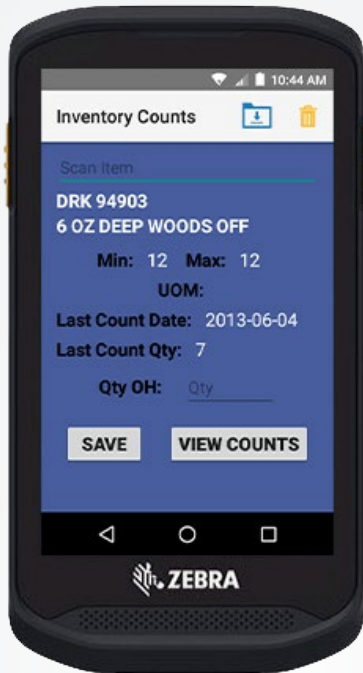 10:44 AM
Inventory Counts
Scan Item
DRK 94903
6 OZ DEEP WOODS OFF
Min: 12 Max: 12
UOM:
Last Count Date: 2013-06-04
Last Count Qty: 7
Qty OH: Qty
SAVE VIEW COUNTS
ZEBRA